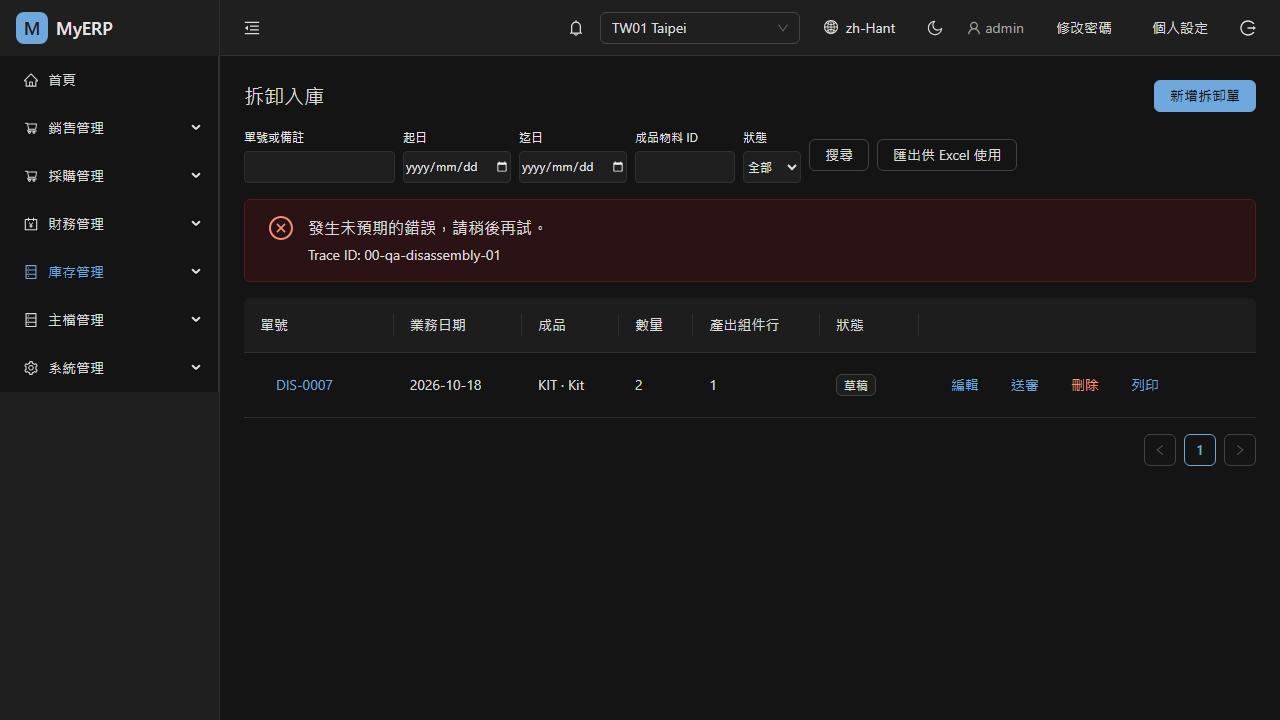 M MyERP
TW01 Taipei
zh-Hant
admin
修改密碼
個人設定
首頁
銷售管理
採購管理
財務管理
庫存管理
主檔管理
系統管理
拆卸入庫
新增拆卸單
單號或備註
起日
迄日
成品物料 ID
狀態
yyyy/mm/dd
yyyy/mm/dd
全部
搜尋
匯出供 Excel 使用
發生未預期的錯誤，請稍後再試。
Trace ID: 00-qa-disassembly-01
單號 業務日期 成品 數量 產出組件行 狀態
DIS-0007 2026-10-18 KIT · Kit 2 1 草稿 編輯 送審 刪除 列印
1